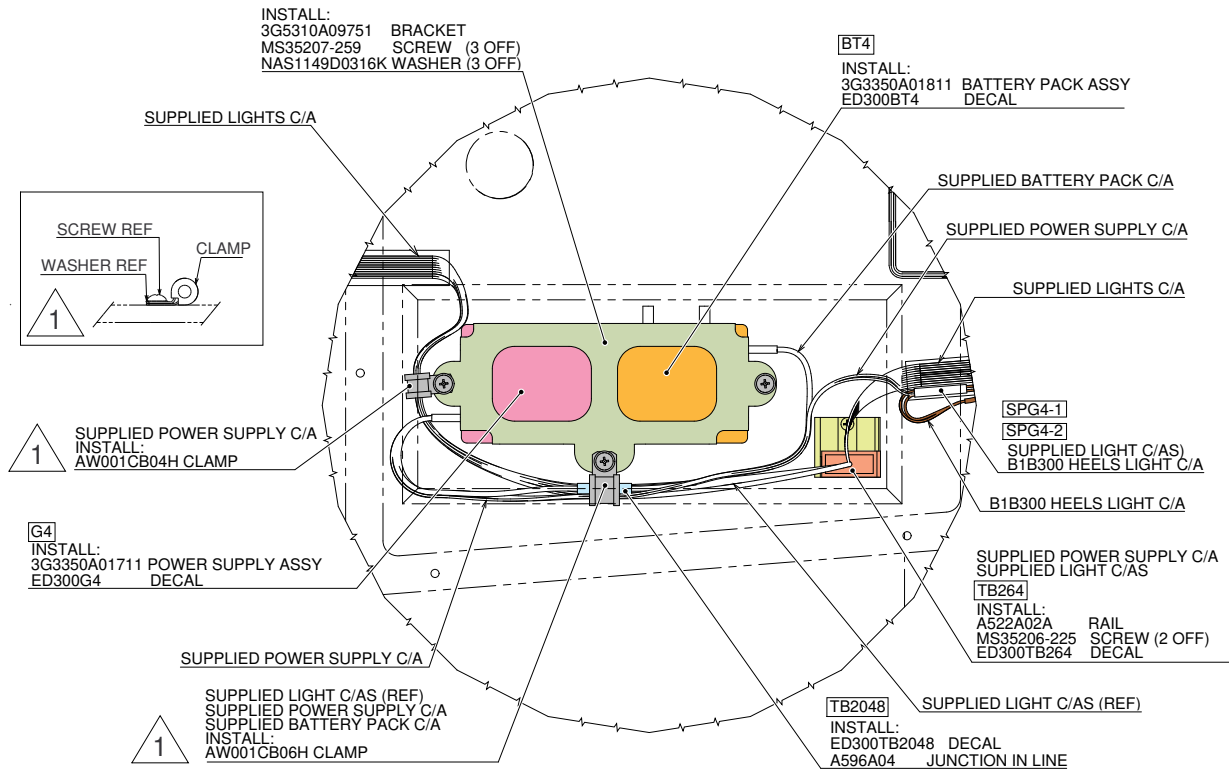 INSTALL:
3G5310A09751 BRACKET
MS35207-259 SCREW (3 OFF)
NAS1149D0316K WASHER (3 OFF)
BT4
INSTALL:
3G3350A01811 BATTERY PACK ASSY
ED300BT4 DECAL
SUPPLIED LIGHTS C/A
SUPPLIED BATTERY PACK C/A
SUPPLIED POWER SUPPLY C/A
SCREW REF
WASHER REF
CLAMP
1
SUPPLIED LIGHTS C/A
SPG4-1
SPG4-2
SUPPLIED LIGHT C/AS)
B1B300 HEELS LIGHT C/A
B1B300 HEELS LIGHT C/A
1
SUPPLIED POWER SUPPLY C/A
INSTALL:
AW001CB04H CLAMP
G4
INSTALL:
3G3350A01711 POWER SUPPLY ASSY
ED300G4 DECAL
SUPPLIED POWER SUPPLY C/A
SUPPLIED LIGHT C/AS
TB264
INSTALL:
A522A02A RAIL
MS35206-225 SCREW (2 OFF)
ED300TB264 DECAL
SUPPLIED POWER SUPPLY C/A
1
SUPPLIED LIGHT C/AS (REF)
SUPPLIED POWER SUPPLY C/A
SUPPLIED BATTERY PACK C/A
INSTALL:
AW001CB06H CLAMP
SUPPLIED LIGHT C/AS (REF)
TB2048
INSTALL:
ED300TB2048 DECAL
A596A04 JUNCTION IN LINE